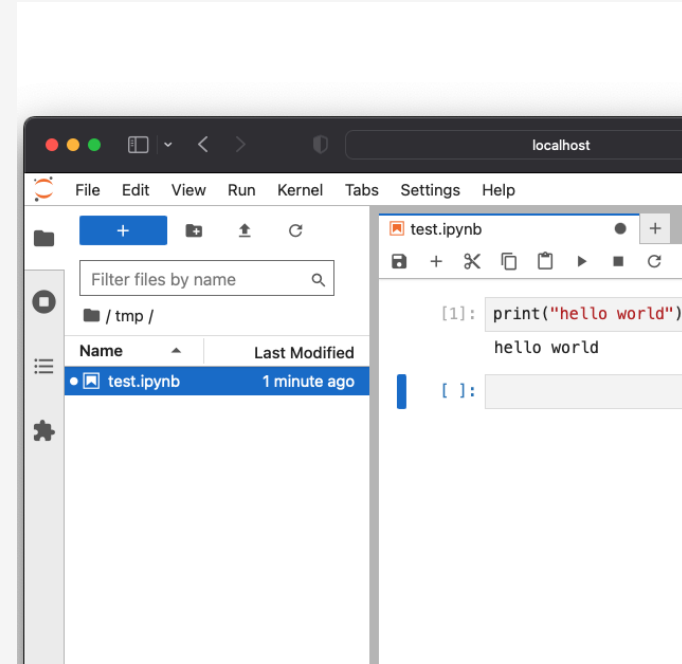 localhost
File Edit View Run Kernel Tabs Settings Help
+
test.ipynb
+
Filter files by name
/ tmp /
Name Last Modified
test.ipynb 1 minute ago
[1]: print("hello world")
hello world
[ ]: